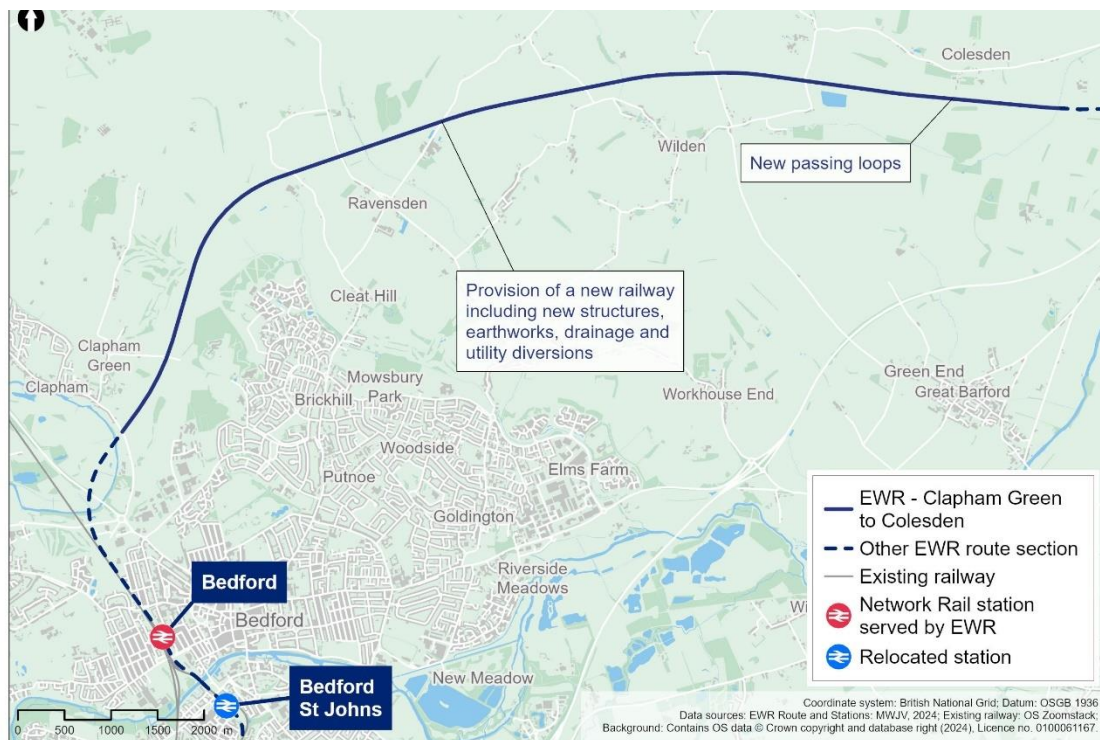 Colesden
Wilden
New passing loops
Ravensden
Provision of a new railway
including new structures,
earthworks, drainage and
utility diversions
Cleat Hill
Clapham
Green
Clapham
Mowsbury
Park
Brickhill
Woodside
Putnoe
Workhouse End
Green End
Great Barford
Elms Farm
Goldington
Riverside
Meadows
Bedford
Bedford
New Meadow
Bedford
St Johns
Wi
EWR - Clapham Green
to Colesden
Other EWR route section
Existing railway
Network Rail station
served by EWR
Relocated station
0 500 1000 1500 2000 m
Coordinate system: British National Grid; Datum: OSGB 1936
Data sources: EWR Route and Stations: MWJV, 2024; Existing railway: OS Zoomstack;
Background: Contains OS data © Crown copyright and database right (2024), Licence no. 0100061167.